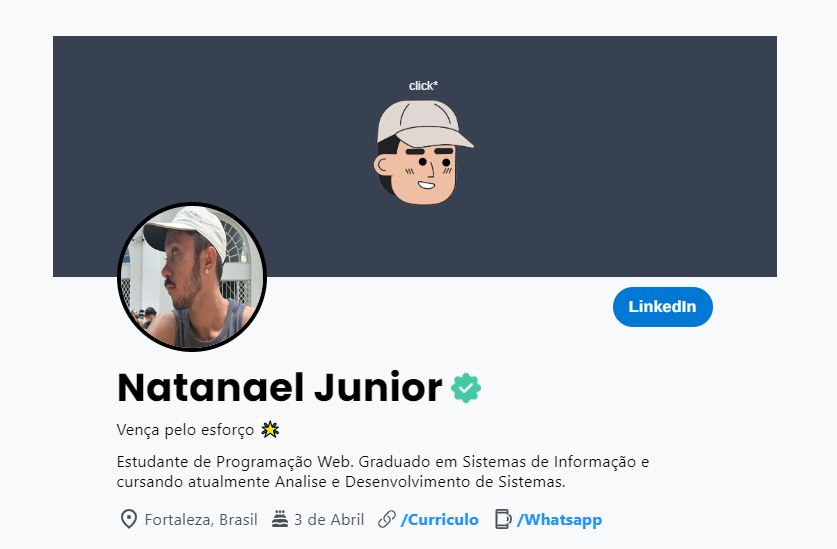 click*
LinkedIn
Natanael Junior
Vença pelo esforço
Estudante de Programação Web. Graduado em Sistemas de Informação e
cursando atualmente Analise e Desenvolvimento de Sistemas.
Fortaleza, Brasil 3 de Abril /Curriculo /Whatsapp